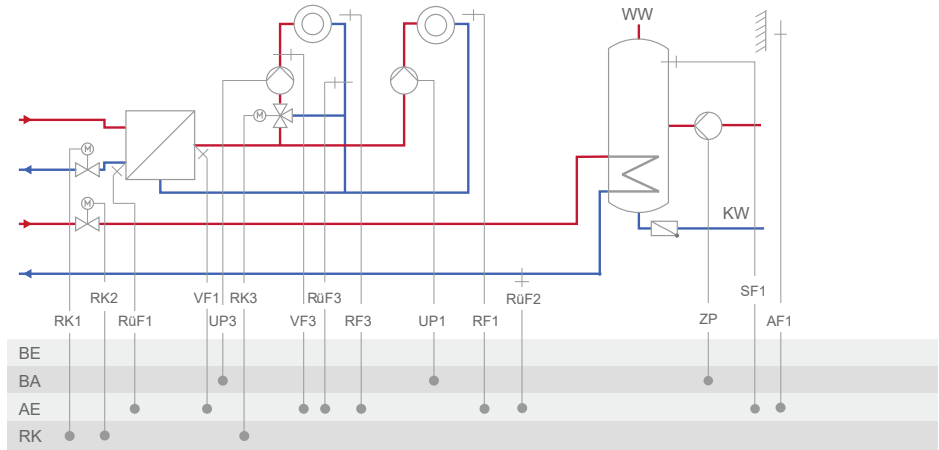 WW
M
M
M
KW
RK2 VF1 RK3 RüF3 RüF2 SF1
RK1 RüF1 UP3 VF3 RF3 UP1 RF1 ZP AF1
BE
BA
AE
RK